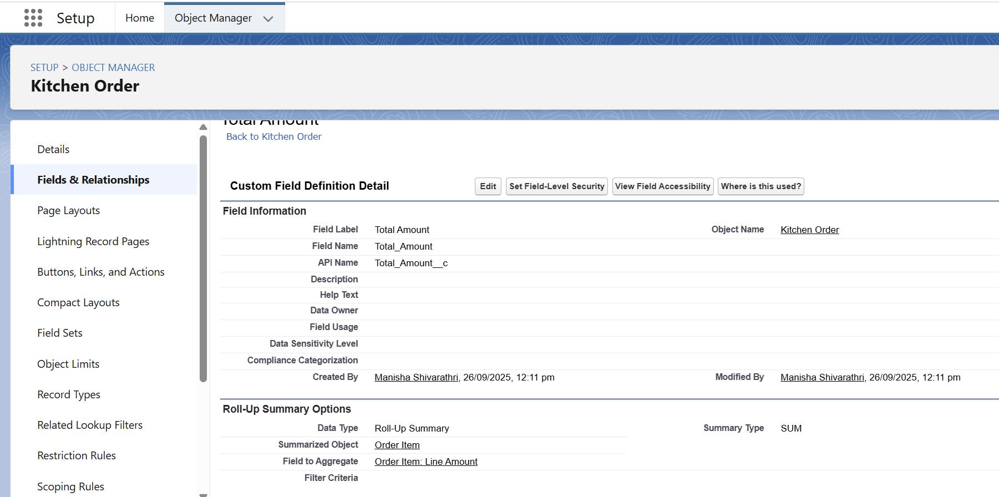 Setup
Home
Object Manager
SETUP > OBJECT MANAGER
Kitchen Order
Details
Fields & Relationships
Page Layouts
Lightning Record Pages
Buttons, Links, and Actions
Compact Layouts
Field Sets
Object Limits
Record Types
Related Lookup Filters
Restriction Rules
Scoping Rules
Total Amount
Back to Kitchen Order
Custom Field Definition Detail
Edit
Set Field-Level Security
View Field Accessibility
Where is this used?
Field Information
Field Label Total Amount Object Name Kitchen Order
Field Name Total_Amount
API Name Total_Amount__c
Description
Help Text
Data Owner
Field Usage
Data Sensitivity Level
Compliance Categorization
Created By Manisha Shivarathri, 26/09/2025, 12:11 pm Modified By Manisha Shivarathri, 26/09/2025, 12:11 pm
Roll-Up Summary Options
Data Type Roll-Up Summary Summary Type SUM
Summarized Object Order Item
Field to Aggregate Order Item: Line Amount
Filter Criteria